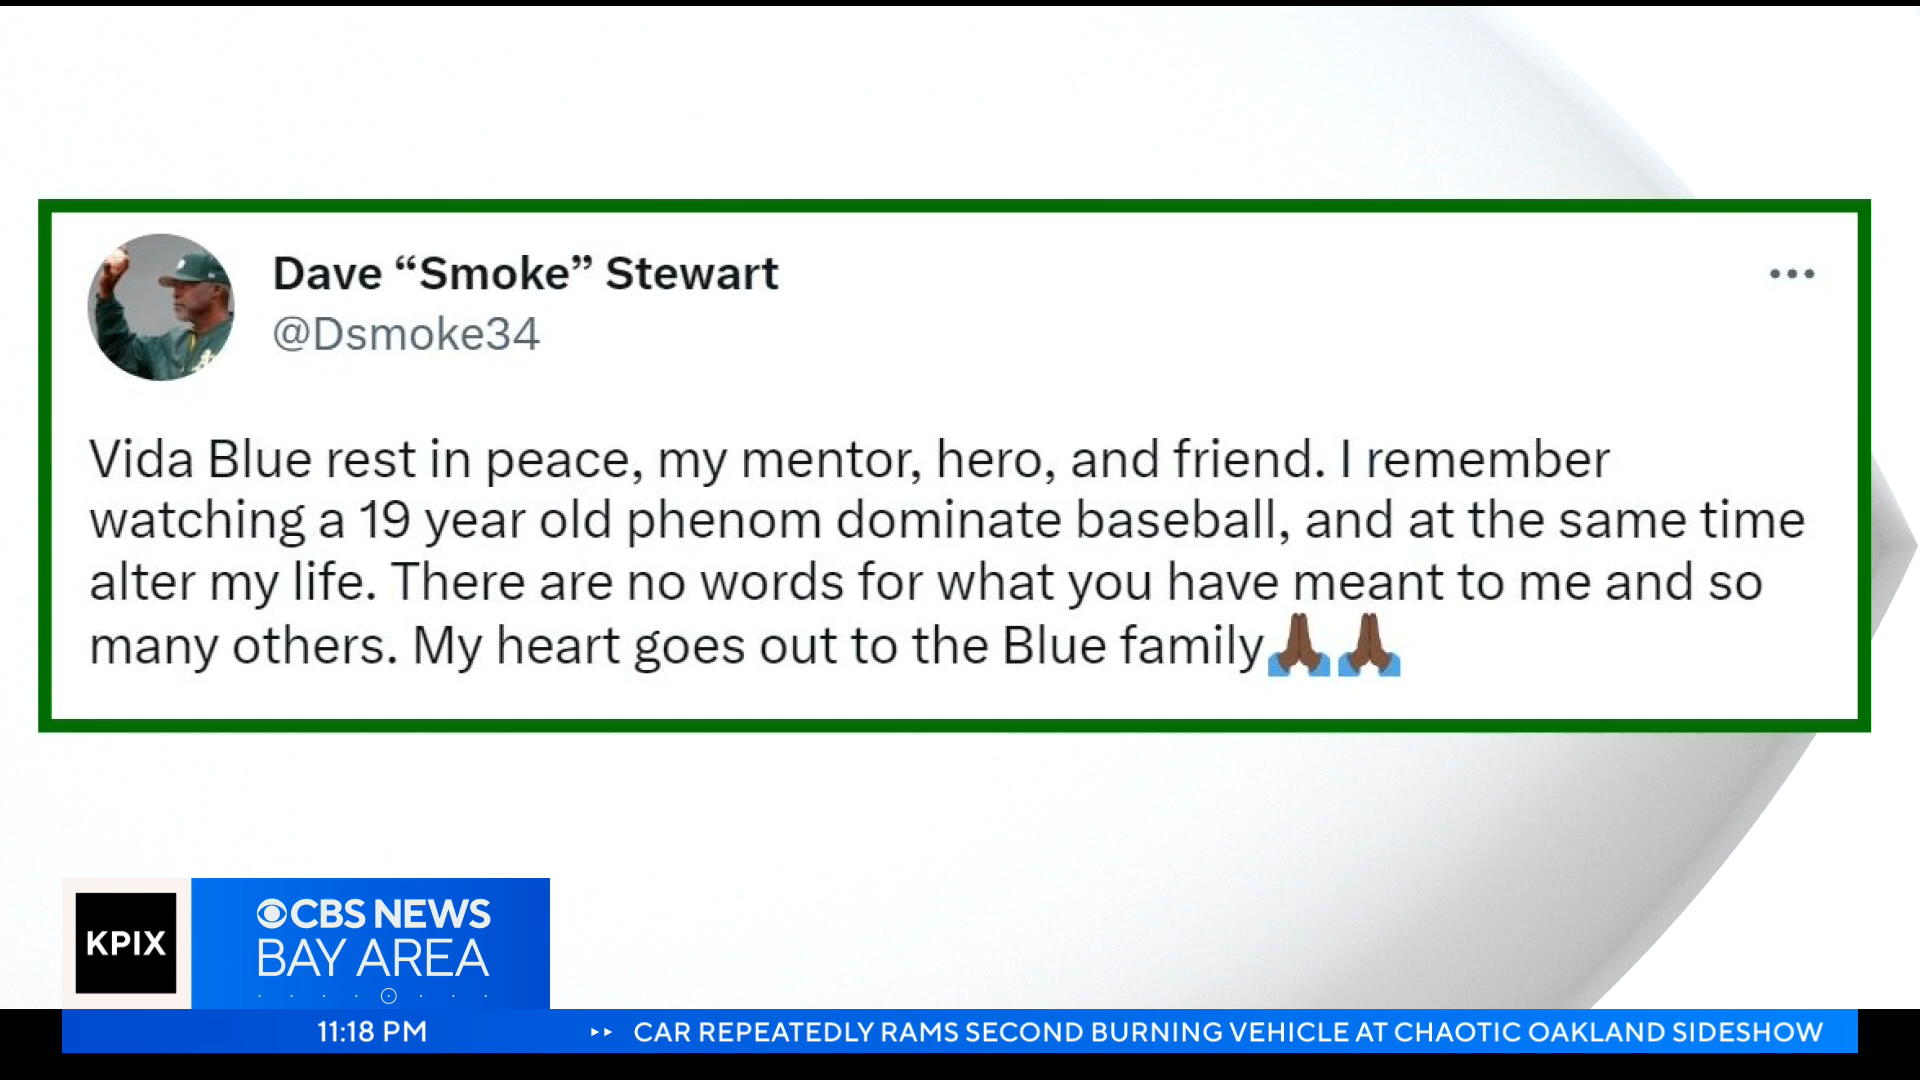 Dave “Smoke” Stewart
@Dsmoke34
Vida Blue rest in peace, my mentor, hero, and friend. I remember
watching a 19 year old phenom dominate baseball, and at the same time
alter my life. There are no words for what you have meant to me and so
many others. My heart goes out to the Blue family🙏🏾🙏🏾
KPIX
CBS NEWS
BAY AREA
11:18 PM
CAR REPEATEDLY RAMS SECOND BURNING VEHICLE AT CHAOTIC OAKLAND SIDESHOW